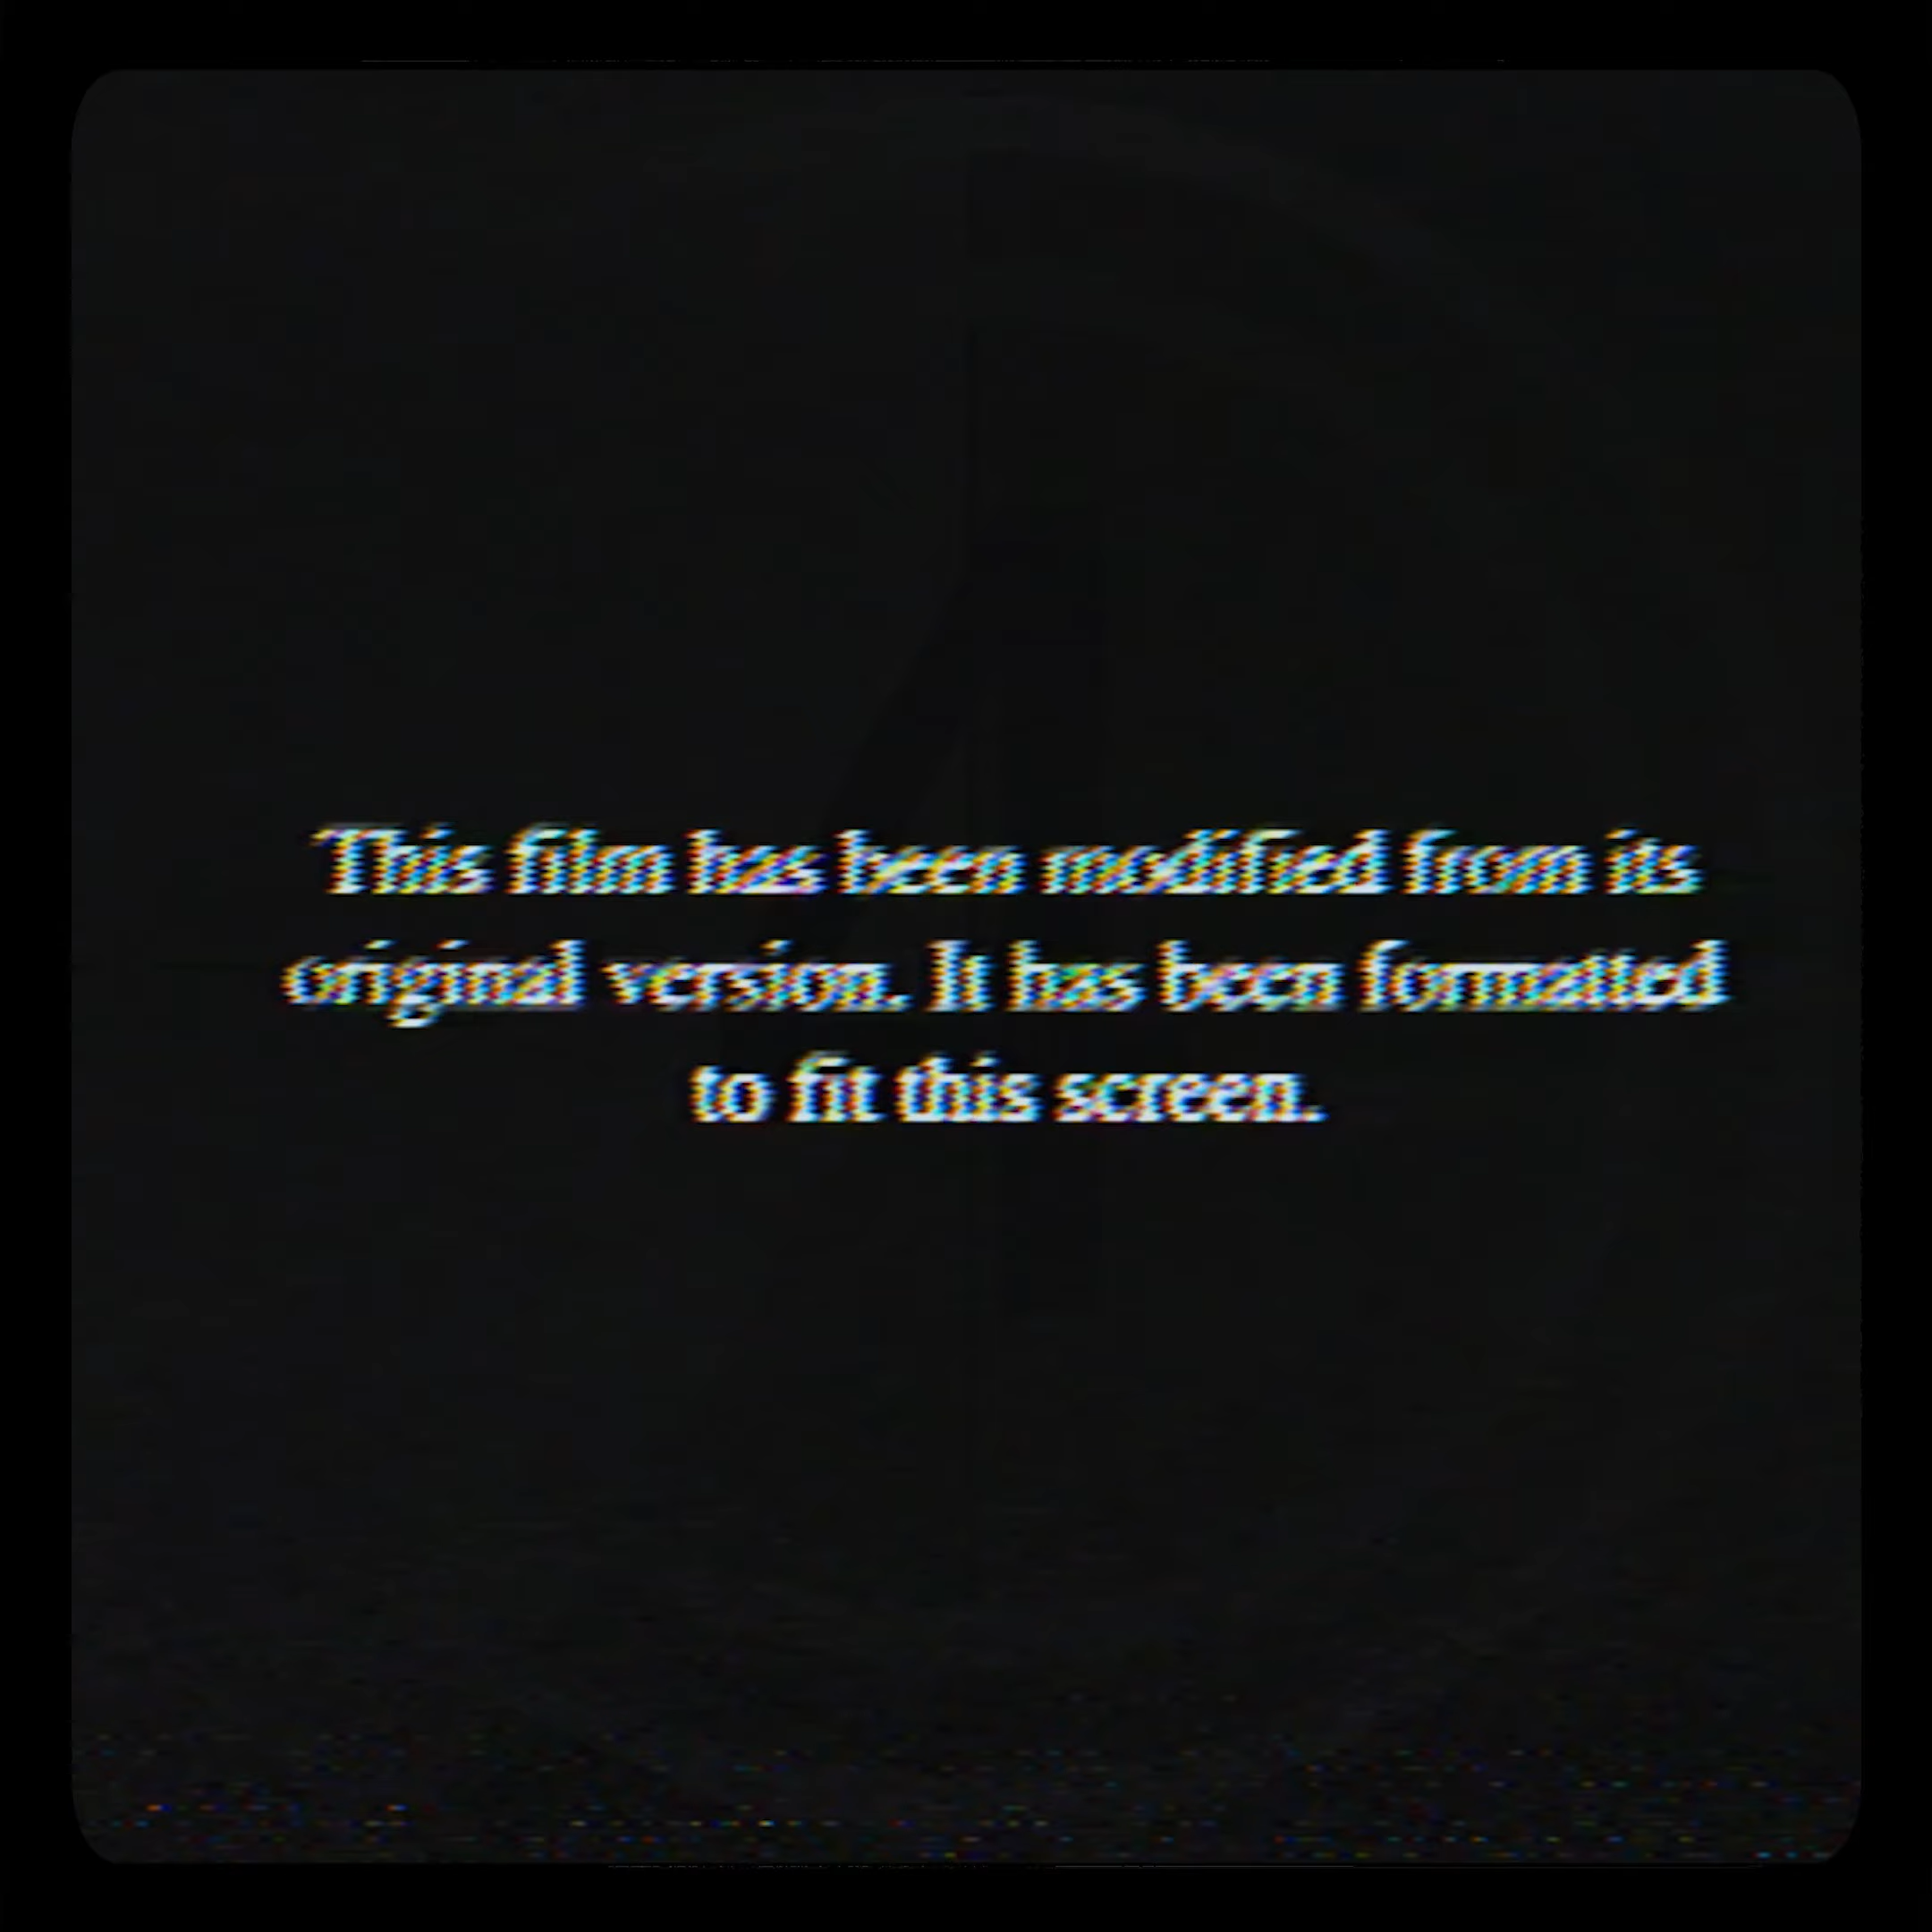 This film has been modified from its
original version. It has been formatted
to fit this screen.